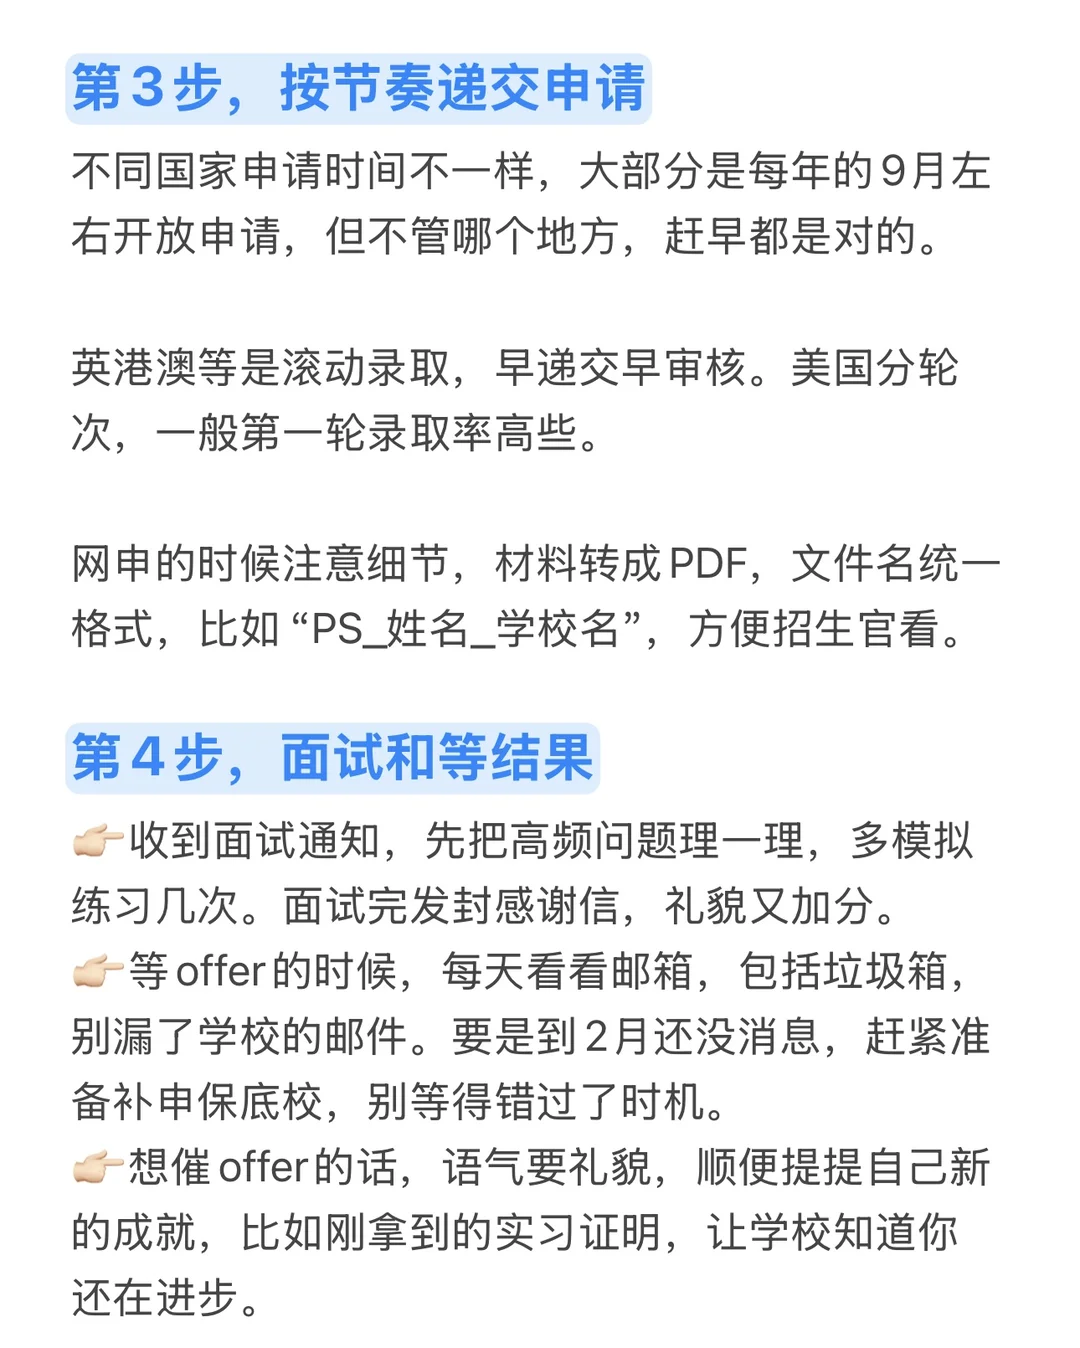 第3步，按节奏递交申请
不同国家申请时间不一样，大部分是每年的9月左
右开放申请，但不管哪个地方，赶早都是对的。
英港澳等是滚动录取，早递交早审核。美国分轮
次，一般第一轮录取率高些。
网申的时候注意细节，材料转成PDF，文件名统一
格式，比如“PS_姓名_学校名”，方便招生官看。
第4步，面试和等结果
👉🏻收到面试通知，先把高频问题理一理，多模拟
练习几次。面试完发封感谢信，礼貌又加分。
👉🏻等offer的时候，每天看看邮箱，包括垃圾箱，
别漏了学校的邮件。要是到2月还没消息，赶紧准
备补申保底校，别等得错过了时机。
👉🏻想催offer的话，语气要礼貌，顺便提提自己新
的成就，比如刚拿到的实习证明，让学校知道你
还在进步。